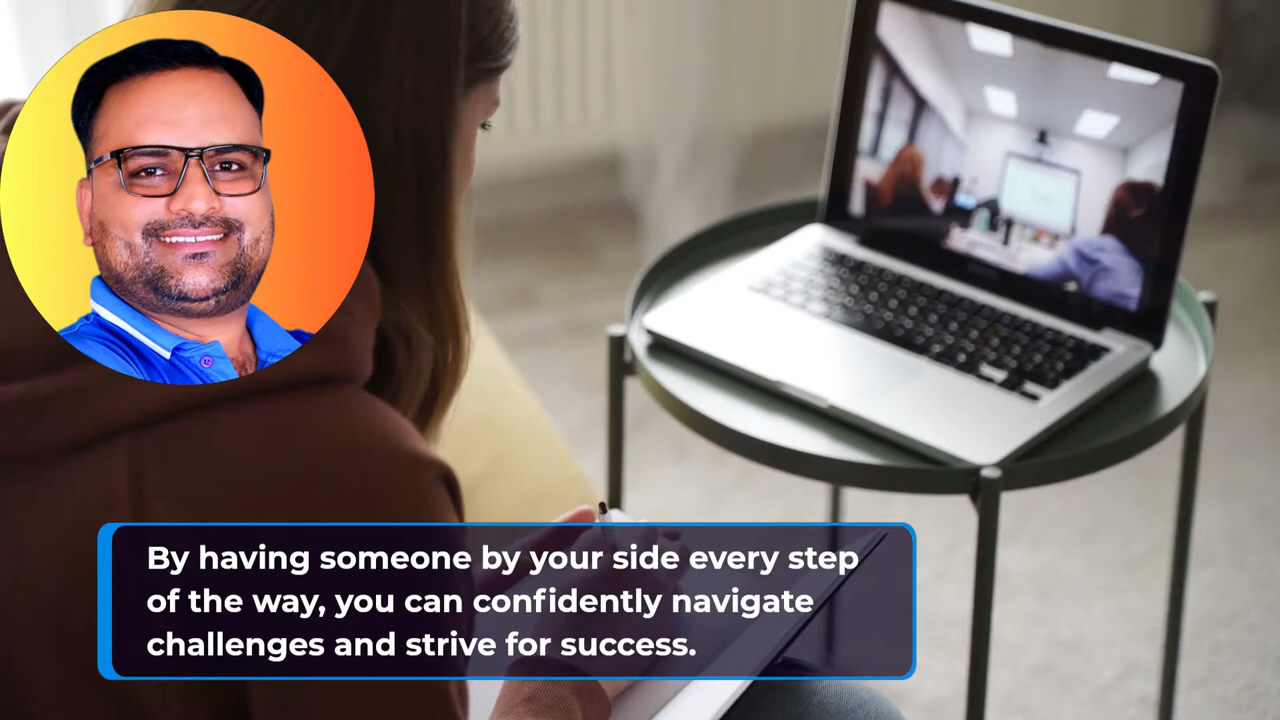 By having someone by your side every step
of the way, you can confidently navigate
challenges and strive for success.